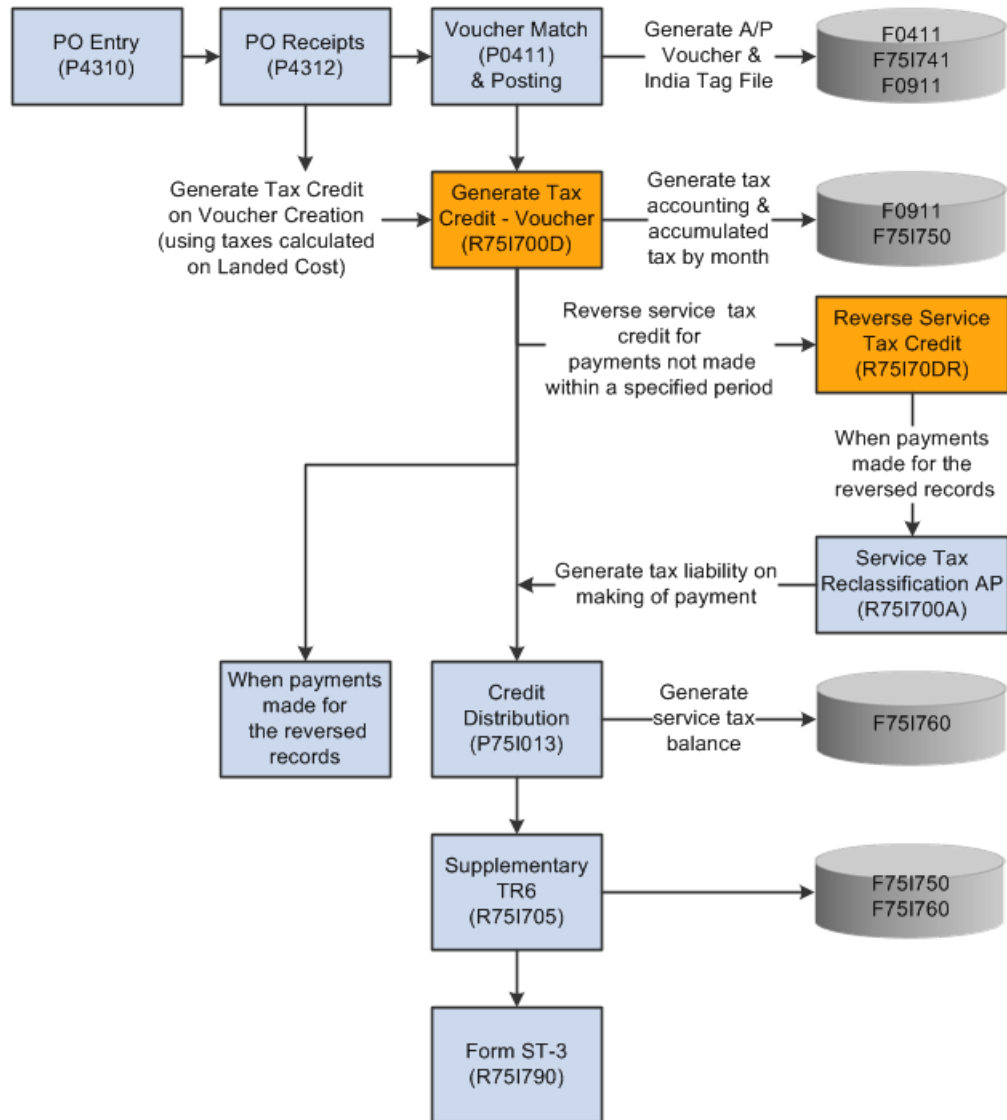 PO Entry
(P4310)
PO Receipts
(P4312)
Voucher Match
(P0411)
& Posting
Generate A/P
Voucher &
India Tag File
F0411
F75I741
F0911
Generate Tax Credit
on Voucher Creation
(using taxes calculated
on Landed Cost)
Generate Tax
Credit - Voucher
(R75I700D)
Generate tax
accounting &
accumulated
tax by month
F0911
F75I750
Reverse service tax
credit for
payments not made
within a specified period
Reverse Service
Tax Credit
(R75I70DR)
When payments
made for the
reversed records
Generate tax liability on
making of payment
Service Tax
Reclassification AP
(R75I700A)
When payments
made for
the reversed
records
Credit
Distribution
(P75I013)
Generate
service tax
balance
F75I760
Supplementary
TR6
(R75I705)
F75I750
F75I760
Form ST-3
(R75I790)